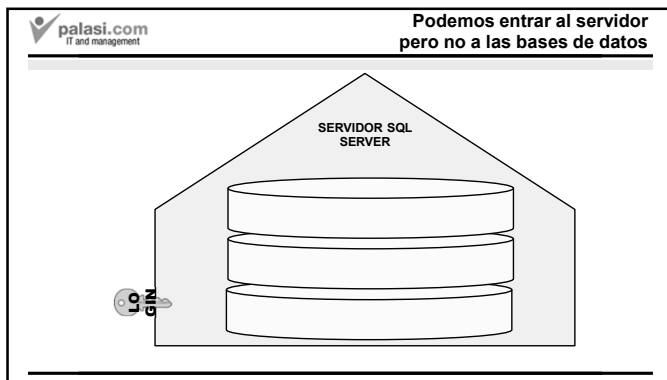 palasi.com
IT and management
Podemos entrar al servidor
pero no a las bases de datos
SERVIDOR SQL
SERVER
LO
GIN